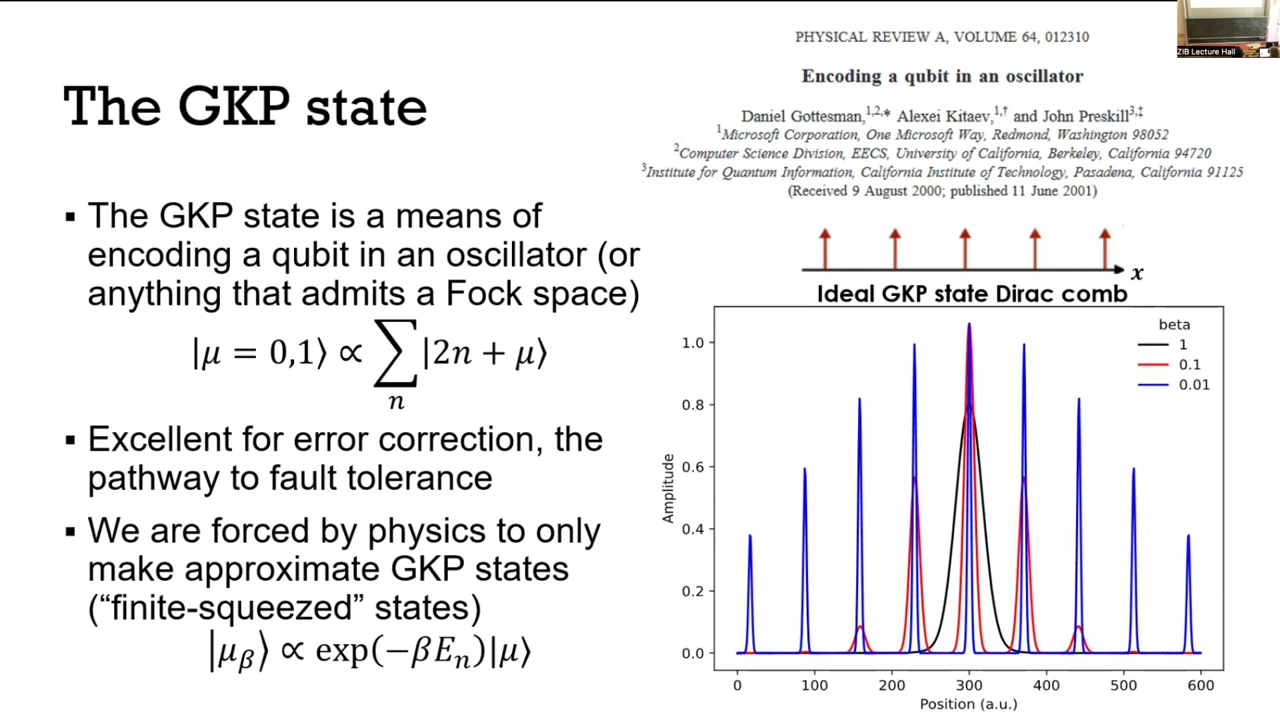 The GKP state
▪ The GKP state is a means of
encoding a qubit in an oscillator (or
anything that admits a Fock space)
|μ = 0,1⟩ ∝ ∑ |2n + μ⟩
n
▪ Excellent for error correction, the
pathway to fault tolerance
▪ We are forced by physics to only
make approximate GKP states
(“finite-squeezed” states)
|μβ⟩ ∝ exp(−βEn)|μ⟩
PHYSICAL REVIEW A, VOLUME 64, 012310
Encoding a qubit in an oscillator
Daniel Gottesman,1,2,* Alexei Kitaev,1,† and John Preskill3,‡
1Microsoft Corporation, One Microsoft Way, Redmond, Washington 98052
2Computer Science Division, EECS, University of California, Berkeley, California 94720
3Institute for Quantum Information, California Institute of Technology, Pasadena, California 91125
(Received 9 August 2000; published 11 June 2001)
x
Ideal GKP state Dirac comb
beta
1
0.1
0.01
Amplitude
1.0
0.8
0.6
0.4
0.2
0.0
0 100 200 300 400 500 600
Position (a.u.)
ZIB Lecture Hall